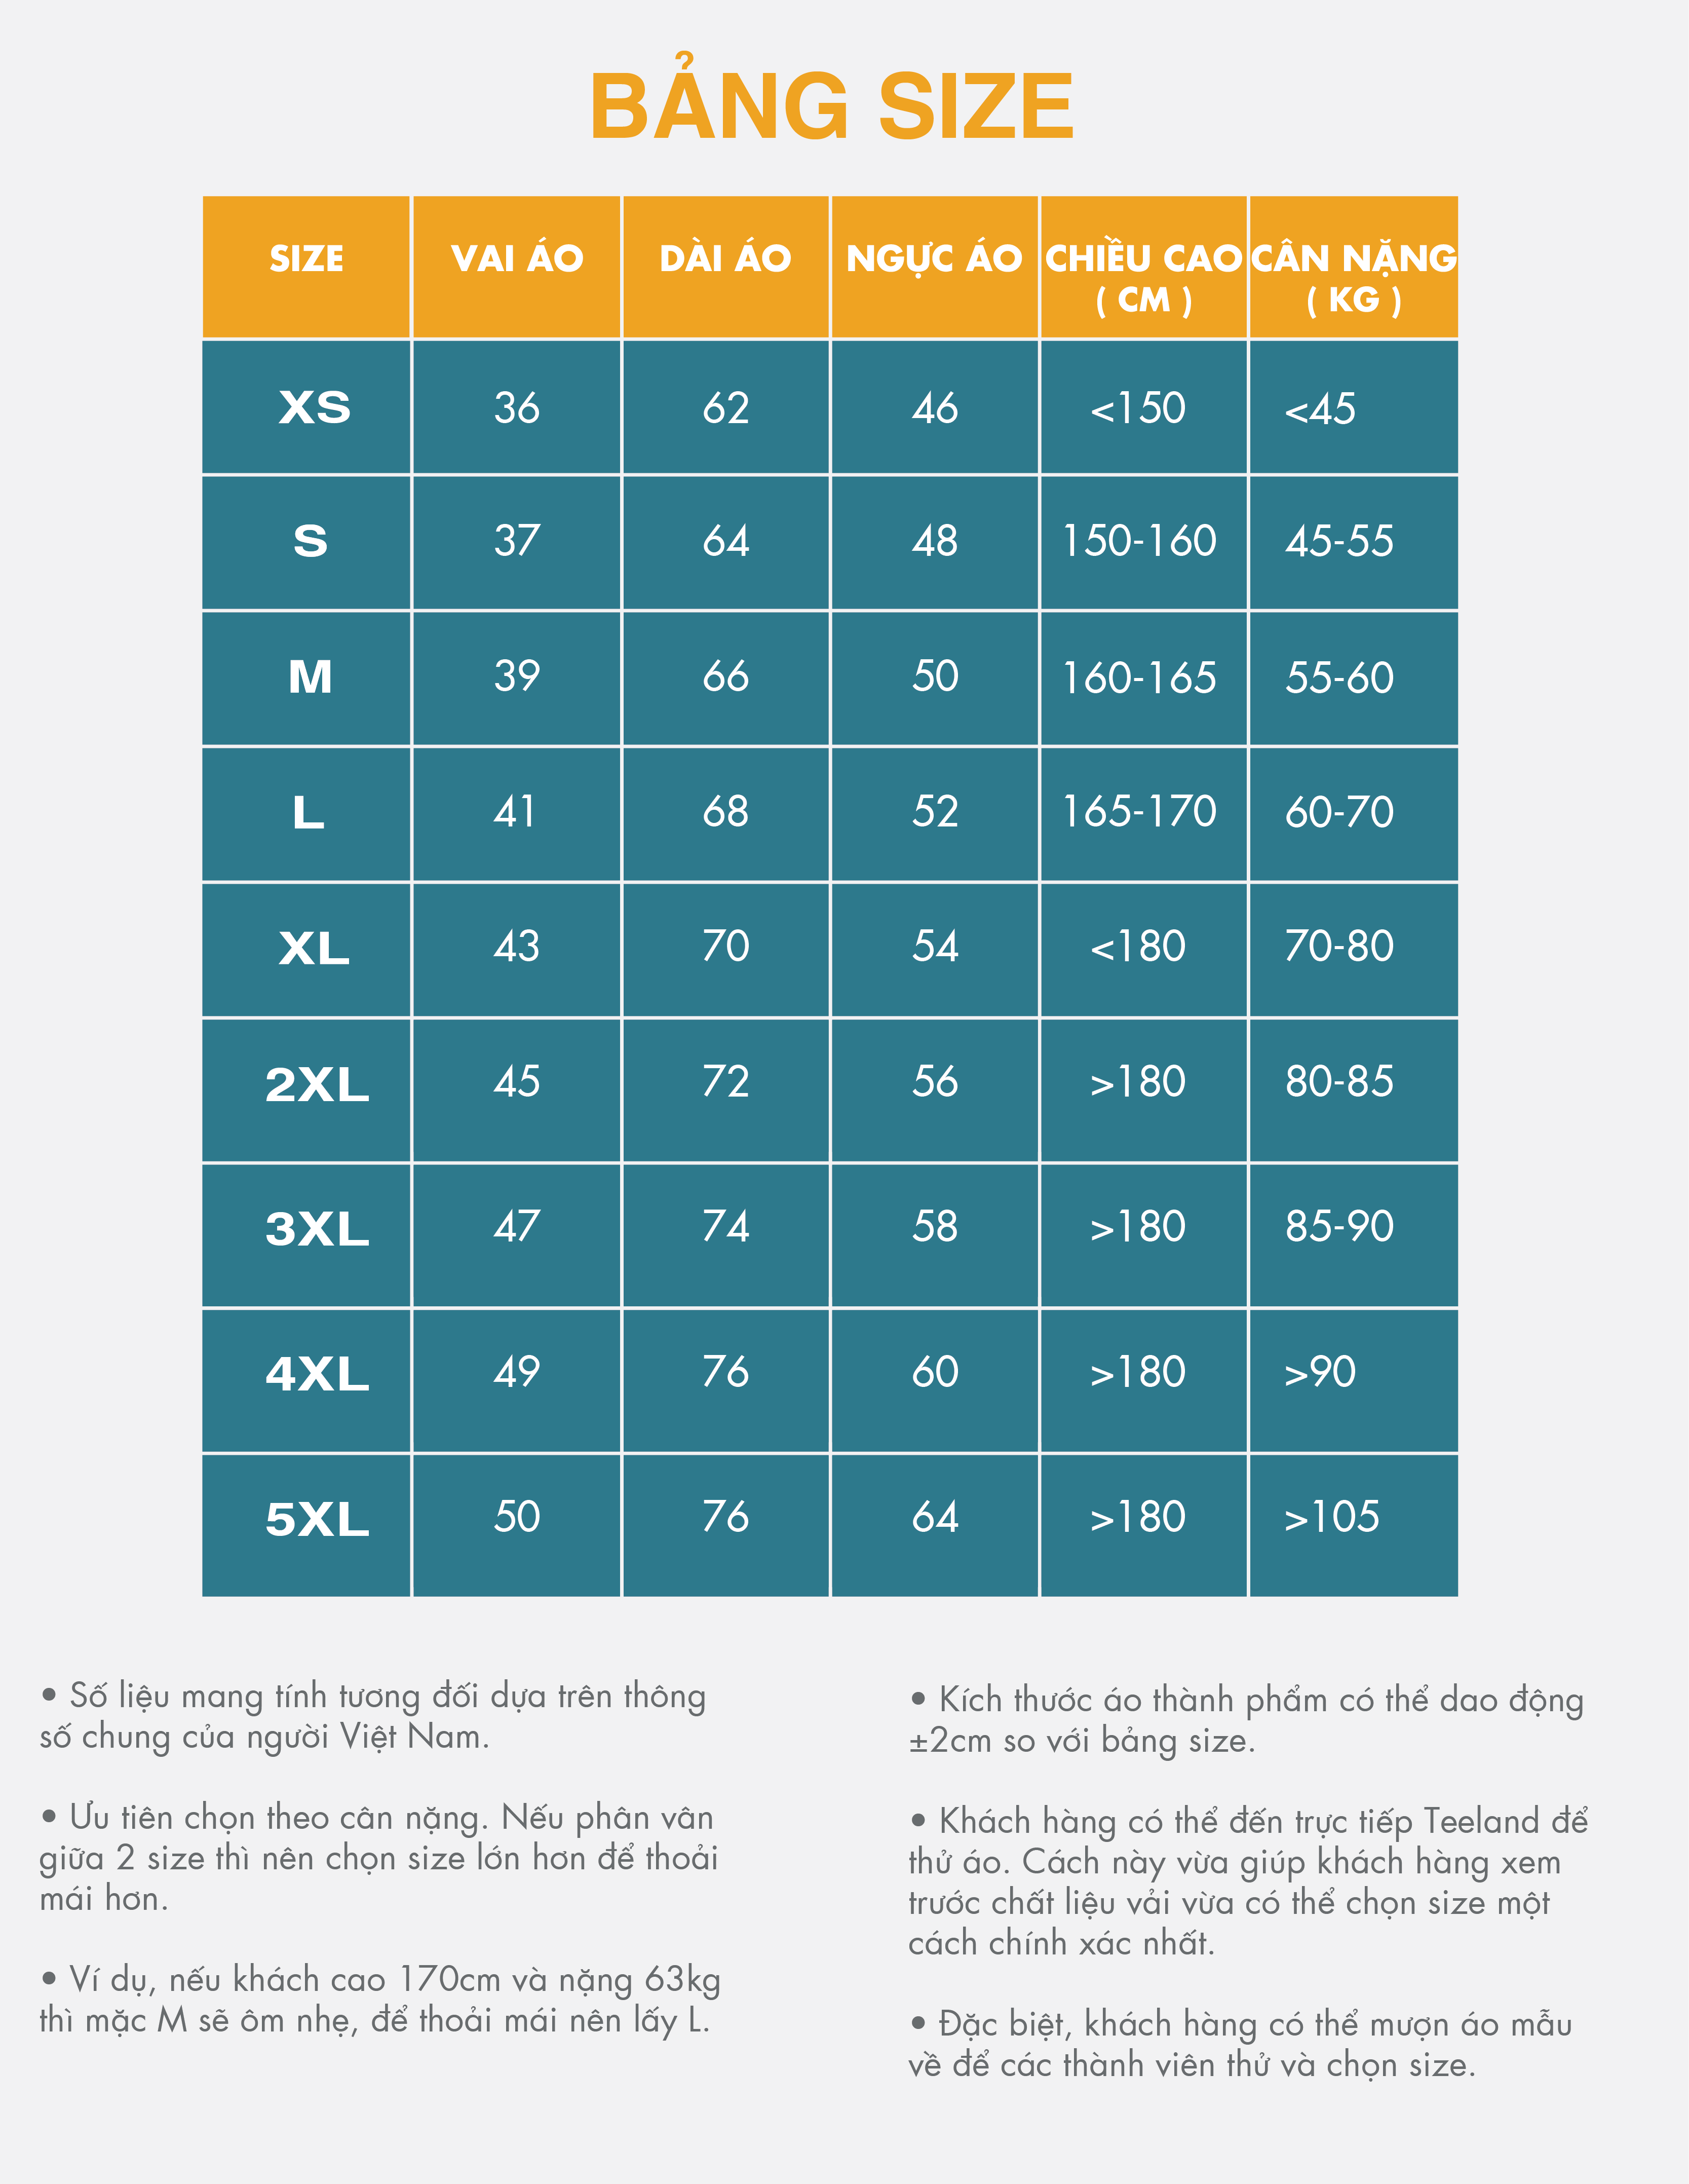 BẢNG SIZE
SIZE VAI ÁO DÀI ÁO NGỰC ÁO CHIỀU CAO ( CM ) CÂN NẶNG ( KG )
XS 36 62 46 <150 <45
S 37 64 48 150-160 45-55
M 39 66 50 160-165 55-60
L 41 68 52 165-170 60-70
XL 43 70 54 <180 70-80
2XL 45 72 56 >180 80-85
3XL 47 74 58 >180 85-90
4XL 49 76 60 >180 >90
5XL 50 76 64 >180 >105
• Số liệu mang tính tương đối dựa trên thông
số chung của người Việt Nam.
• Ưu tiên chọn theo cân nặng. Nếu phân vân
giữa 2 size thì nên chọn size lớn hơn để thoải
mái hơn.
• Ví dụ, nếu khách cao 170cm và nặng 63kg
thì mặc M sẽ ôm nhẹ, để thoải mái nên lấy L.
• Kích thước áo thành phẩm có thể dao động
±2cm so với bảng size.
• Khách hàng có thể đến trực tiếp Teeland để
thử áo. Cách này vừa giúp khách hàng xem
trước chất liệu vải vừa có thể chọn size một
cách chính xác nhất.
• Đặc biệt, khách hàng có thể mượn áo mẫu
về để các thành viên thử và chọn size.